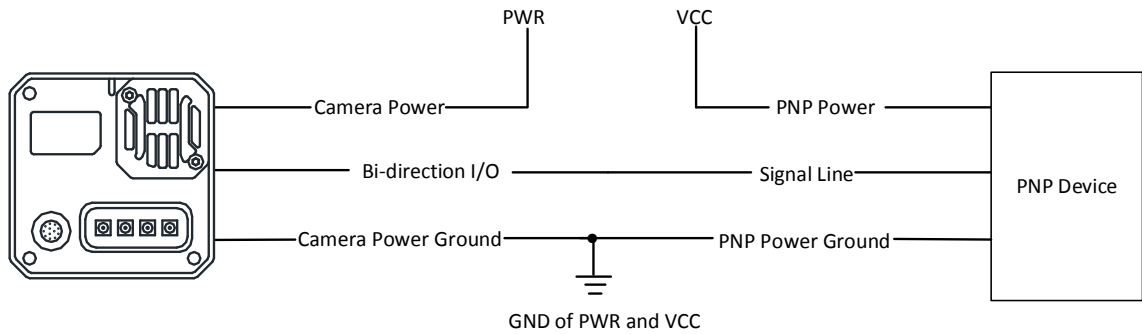 PWR
VCC
Camera Power
PNP Power
Bi-direction I/O
Signal Line
PNP Device
Camera Power Ground
PNP Power Ground
GND of PWR and VCC